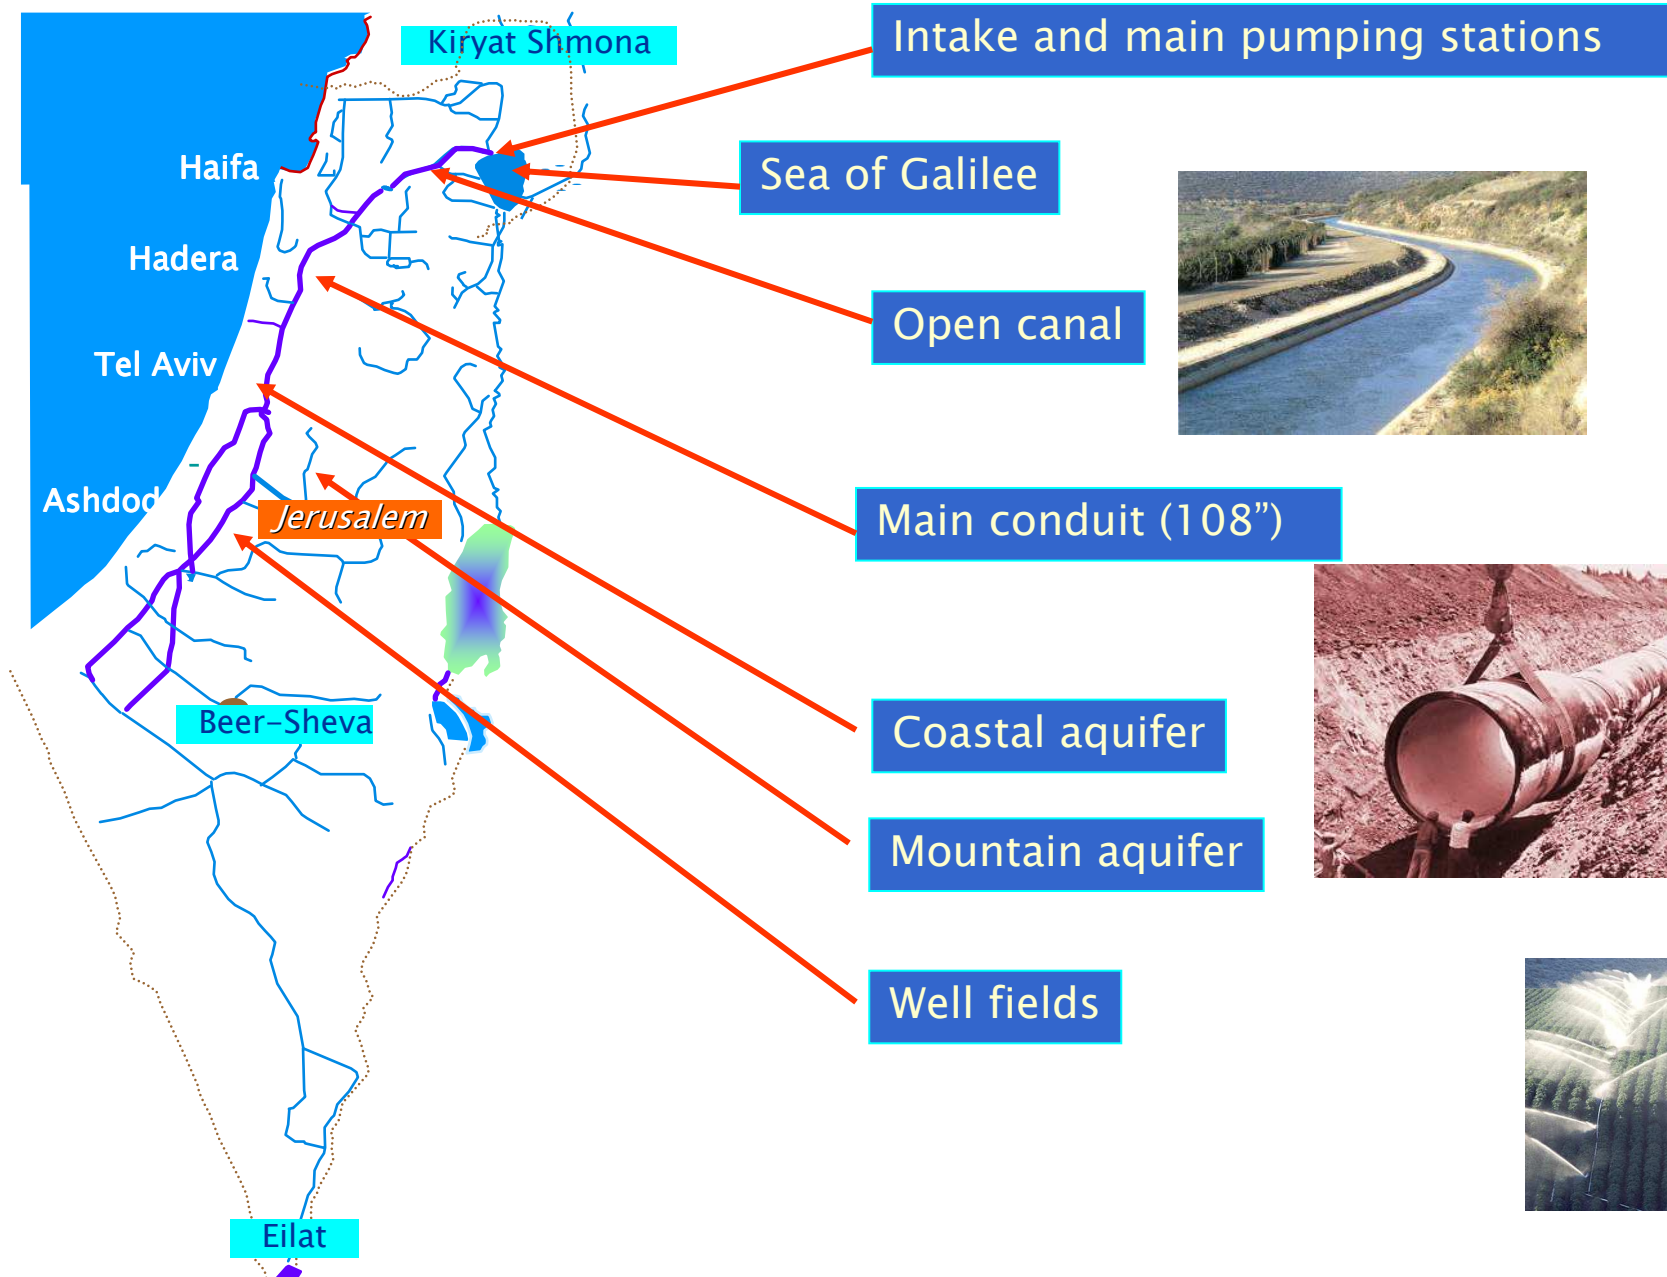 Kiryat Shmona
Intake and main pumping stations
Haifa
Sea of Galilee
Hadera
Open canal
Tel Aviv
Ashdod
Jerusalem
Main conduit (108”)
Beer-Sheva
Coastal aquifer
Mountain aquifer
Well fields
Eilat